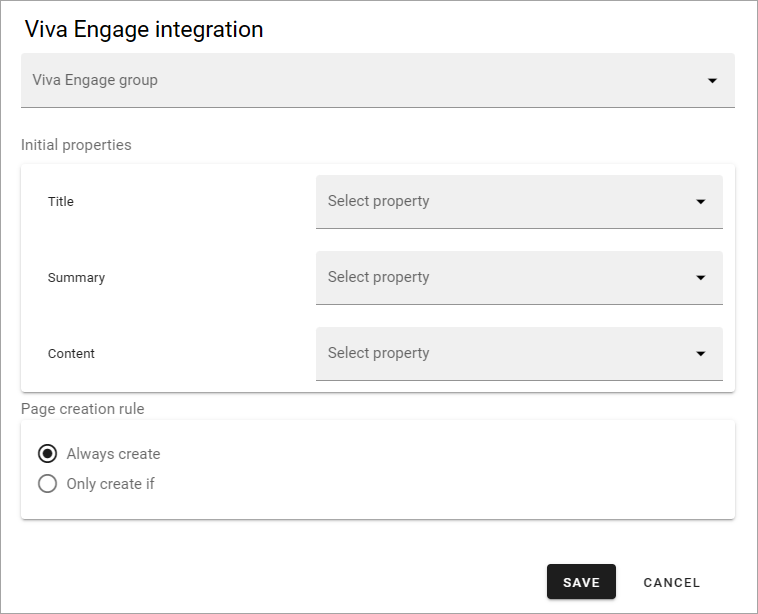 Viva Engage integration
Viva Engage group
Initial properties
Title
Select property
Summary
Select property
Content
Select property
Page creation rule
Always create
Only create if
SAVE
CANCEL